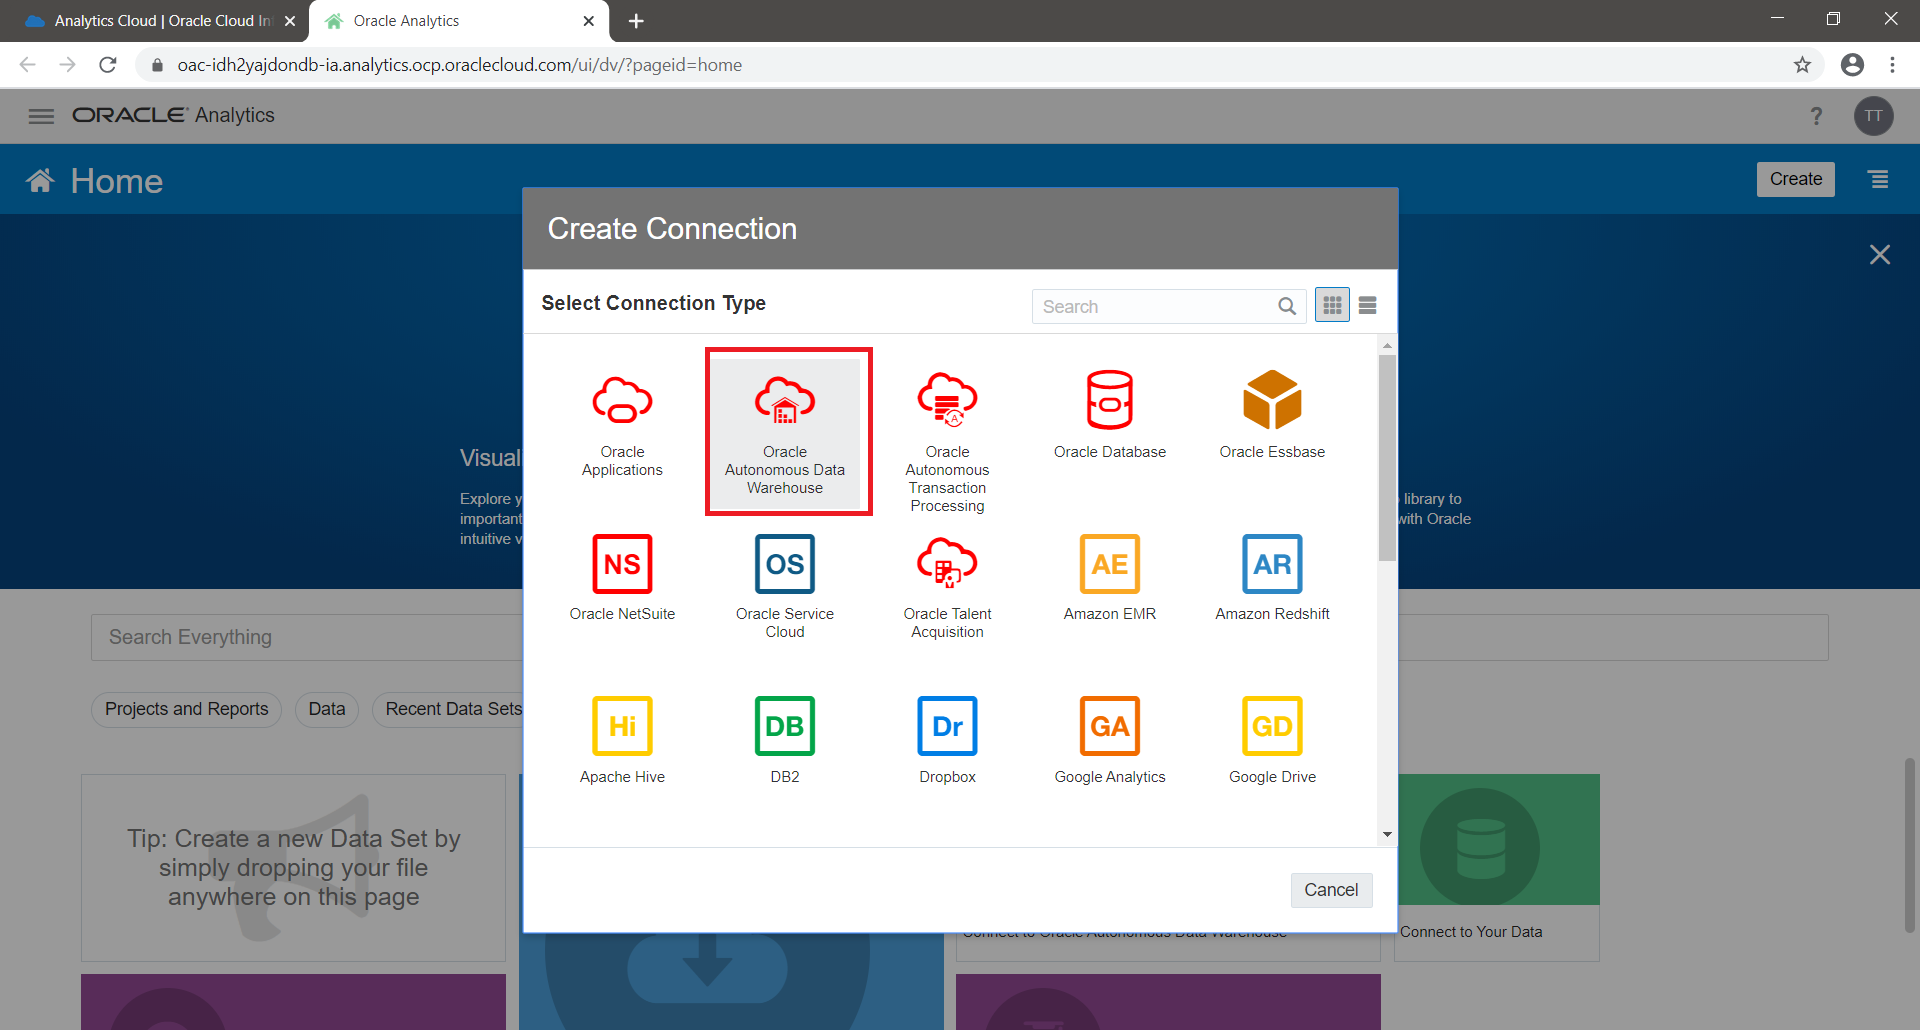 Analytics Cloud | Oracle Cloud In
Oracle Analytics
oac-idh2yajdondb-ia.analytics.ocp.oraclecloud.com/ui/dv/?pageid=home
ORACLE Analytics
?
TT
Home
Create
Create Connection
Select Connection Type
Search
Oracle
Applications
Oracle
Autonomous Data
Warehouse
A
Oracle
Autonomous
Transaction
Processing
Oracle Database
Oracle Essbase
Visual
Explore y
important
intuitive v
library to
with Oracle
NS
Oracle NetSuite
OS
Oracle Service
Cloud
Oracle Talent
Acquisition
AE
Amazon EMR
AR
Amazon Redshift
Search Everything
Projects and Reports
Data
Recent Data Sets
Hi
Apache Hive
DB
DB2
Dr
Dropbox
GA
Google Analytics
GD
Google Drive
Tip: Create a new Data Set by
simply dropping your file
anywhere on this page
Cancel
Connect to Oracle Autonomous Data Warehouse
Connect to Your Data